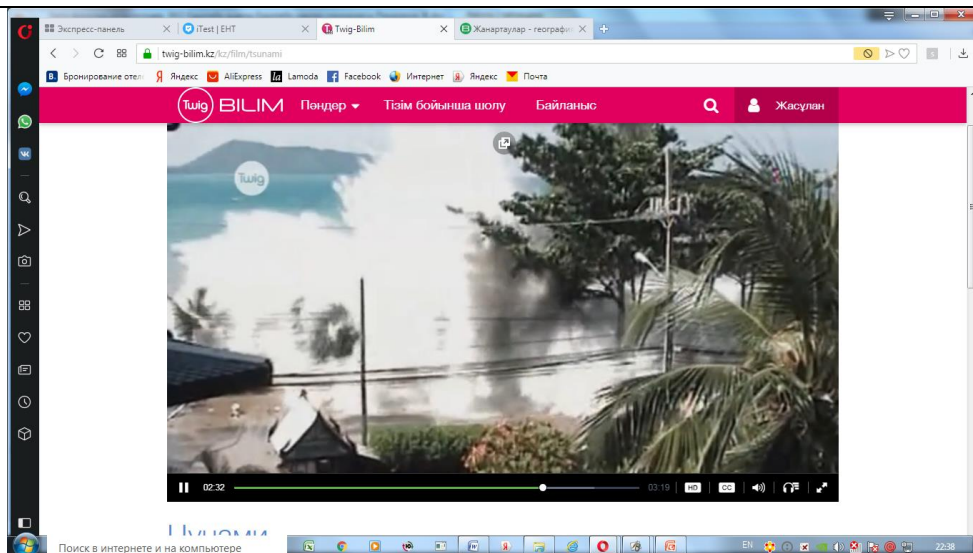 Экспресс-панель
iTest | ЕНТ
Twig-Bilim
Жанартаулар - географи
twig-bilim.kz/kz/film/tsunami
Бронирование отел
Яндекс
AliExpress
Lamoda
Facebook
Интернет
Яндекс
Почта
Twig BILIM
Пәндер
Тізім бойынша шолу
Байланыс
Жасұлан
Twig
02:32
03:19
HD
CC
Цунами
Поиск в интернете и на компьютере
EN
22:38